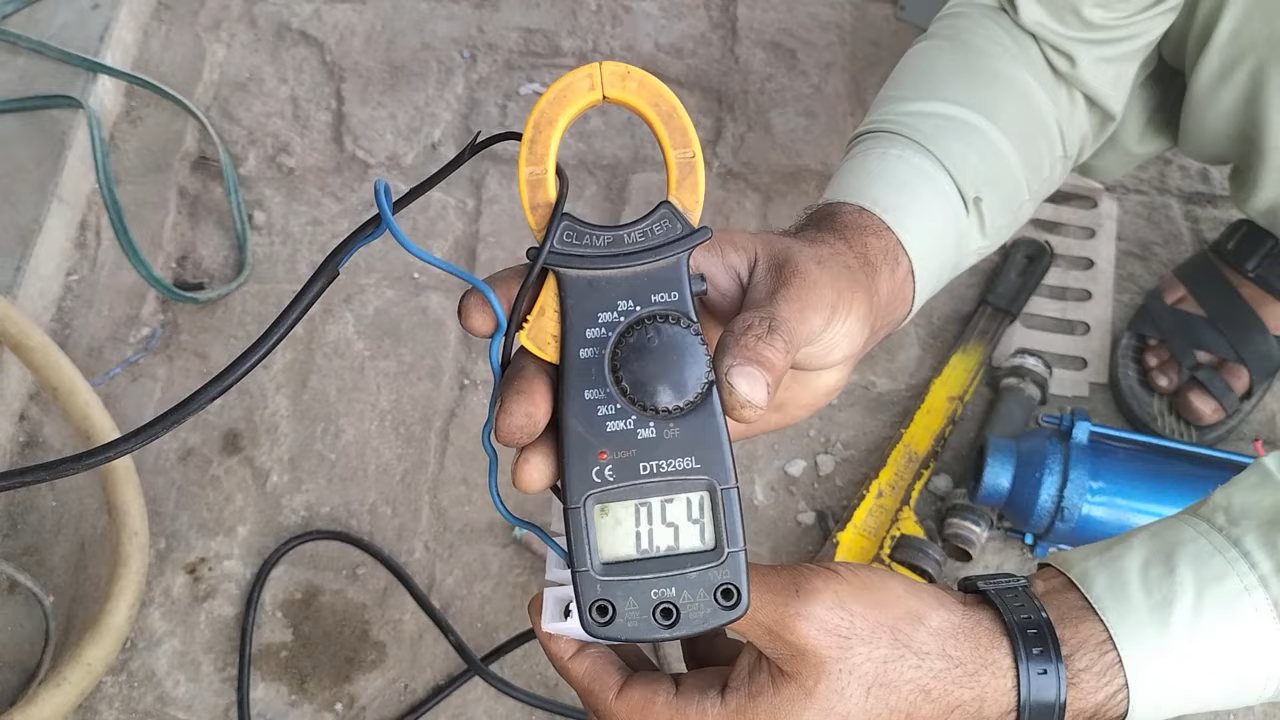 CLAMP METER
HOLD
20A
200A
600A
600V
600V
2KΩ
200KΩ
2MΩ
OFF
LIGHT
CE DT3266L
0.54
COM